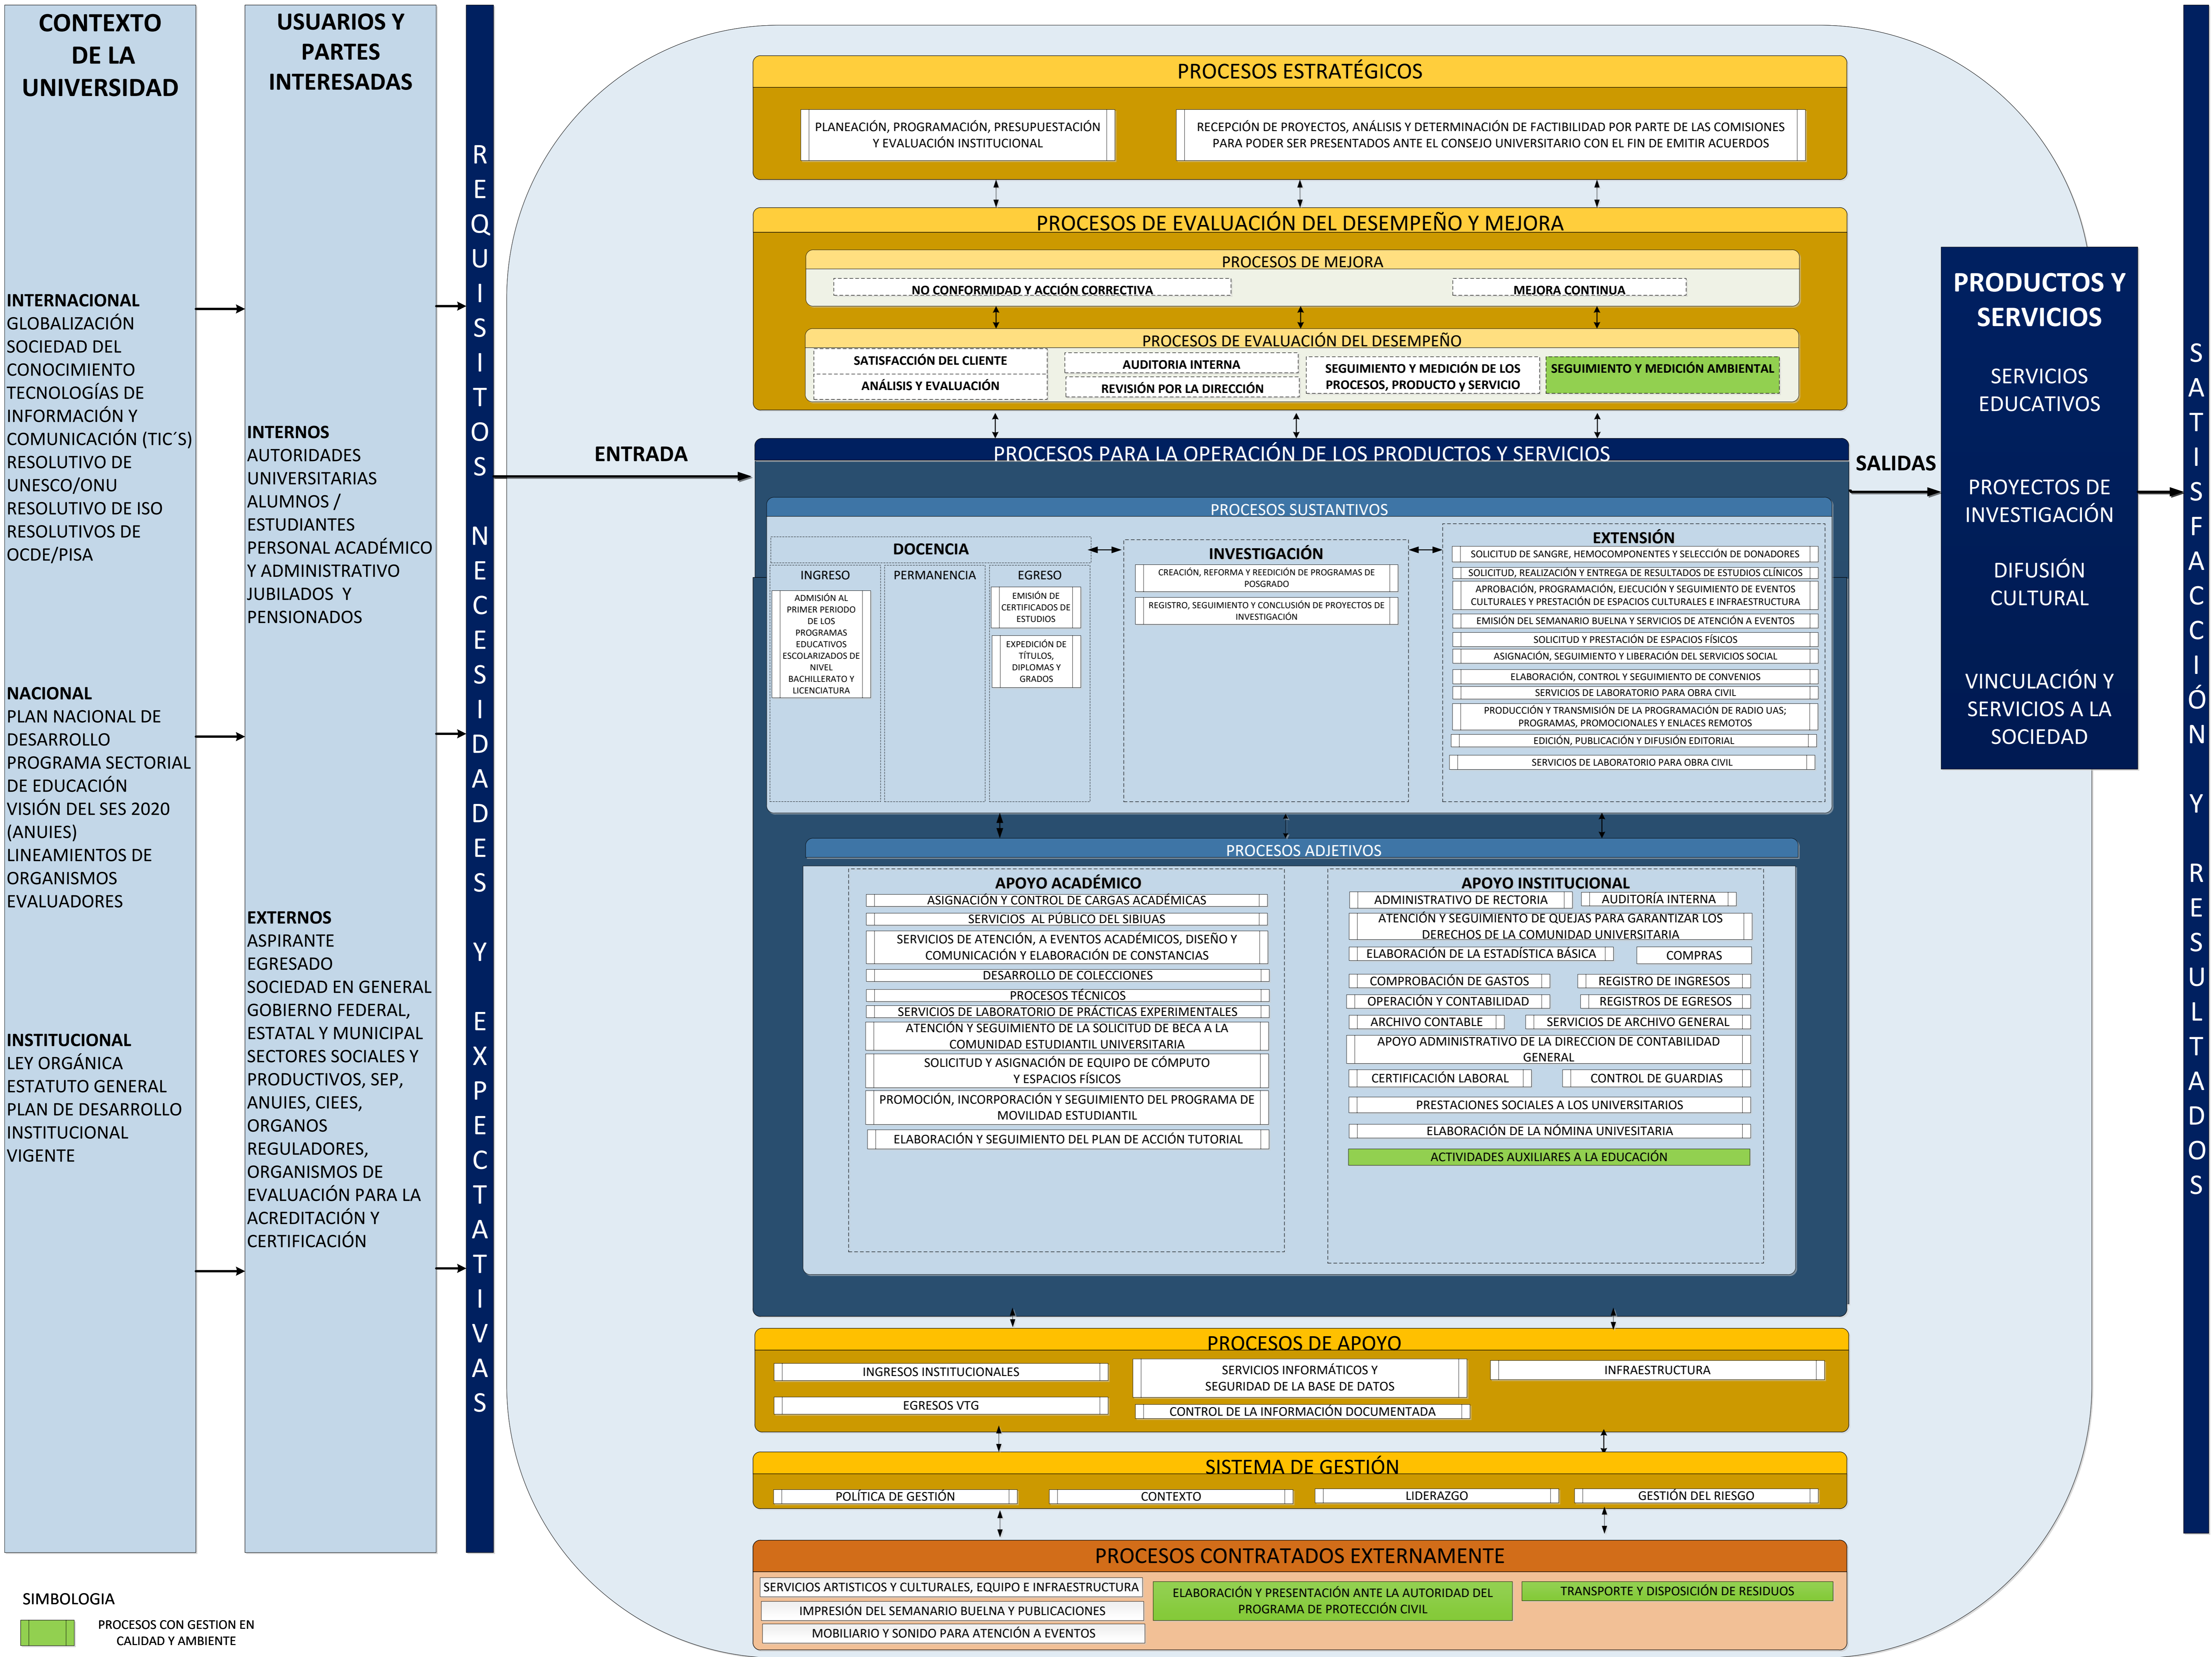 CONTEXTO
DE LA
UNIVERSIDAD
INTERNACIONAL
GLOBALIZACIÓN
SOCIEDAD DEL
CONOCIMIENTO
TECNOLOGÍAS DE
INFORMACIÓN Y
COMUNICACIÓN (TIC´S)
RESOLUTIVO DE
UNESCO/ONU
RESOLUTIVO DE ISO
RESOLUTIVOS DE
OCDE/PISA
NACIONAL
PLAN NACIONAL DE
DESARROLLO
PROGRAMA SECTORIAL
DE EDUCACIÓN
VISIÓN DEL SES 2020
(ANUIES)
LINEAMIENTOS DE
ORGANISMOS
EVALUADORES
INSTITUCIONAL
LEY ORGÁNICA
ESTATUTO GENERAL
PLAN DE DESARROLLO
INSTITUCIONAL
VIGENTE
USUARIOS Y
PARTES
INTERESADAS
INTERNOS
AUTORIDADES
UNIVERSITARIAS
ALUMNOS /
ESTUDIANTES
PERSONAL ACADÉMICO
Y ADMINISTRATIVO
JUBILADOS Y
PENSIONADOS
EXTERNOS
ASPIRANTE
EGRESADO
SOCIEDAD EN GENERAL
GOBIERNO FEDERAL,
ESTATAL Y MUNICIPAL
SECTORES SOCIALES Y
PRODUCTIVOS, SEP,
ANUIES, CIEES,
ORGANOS
REGULADORES,
ORGANISMOS DE
EVALUACIÓN PARA LA
ACREDITACIÓN Y
CERTIFICACIÓN
REQUISITOS NECESIDADES Y EXPECTATIVAS
ENTRADA
PROCESOS ESTRATÉGICOS
PLANEACIÓN, PROGRAMACIÓN, PRESUPUESTACIÓN
Y EVALUACIÓN INSTITUCIONAL
RECEPCIÓN DE PROYECTOS, ANÁLISIS Y DETERMINACIÓN DE FACTIBILIDAD POR PARTE DE LAS COMISIONES
PARA PODER SER PRESENTADOS ANTE EL CONSEJO UNIVERSITARIO CON EL FIN DE EMITIR ACUERDOS
PROCESOS DE EVALUACIÓN DEL DESEMPEÑO Y MEJORA
PROCESOS DE MEJORA
NO CONFORMIDAD Y ACCIÓN CORRECTIVA
MEJORA CONTINUA
PROCESOS DE EVALUACIÓN DEL DESEMPEÑO
SATISFACCIÓN DEL CLIENTE
ANÁLISIS Y EVALUACIÓN
AUDITORIA INTERNA
REVISIÓN POR LA DIRECCIÓN
SEGUIMIENTO Y MEDICIÓN DE LOS
PROCESOS, PRODUCTO y SERVICIO
SEGUIMIENTO Y MEDICIÓN AMBIENTAL
PROCESOS PARA LA OPERACIÓN DE LOS PRODUCTOS Y SERVICIOS
PROCESOS SUSTANTIVOS
DOCENCIA
INGRESO
ADMISIÓN AL
PRIMER PERIODO
DE LOS
PROGRAMAS
EDUCATIVOS
ESCOLARIZADOS DE
NIVEL
BACHILLERATO Y
LICENCIATURA
PERMANENCIA
EGRESO
EMISIÓN DE
CERTIFICADOS DE
ESTUDIOS
EXPEDICIÓN DE
TÍTULOS,
DIPLOMAS Y
GRADOS
INVESTIGACIÓN
CREACIÓN, REFORMA Y REEDICIÓN DE PROGRAMAS DE
POSGRADO
REGISTRO, SEGUIMIENTO Y CONCLUSIÓN DE PROYECTOS DE
INVESTIGACIÓN
EXTENSIÓN
SOLICITUD DE SANGRE, HEMOCOMPONENTES Y SELECCIÓN DE DONADORES
SOLICITUD, REALIZACIÓN Y ENTREGA DE RESULTADOS DE ESTUDIOS CLÍNICOS
APROBACIÓN, PROGRAMACIÓN, EJECUCIÓN Y SEGUIMIENTO DE EVENTOS
CULTURALES Y PRESTACIÓN DE ESPACIOS CULTURALES E INFRAESTRUCTURA
EMISIÓN DEL SEMANARIO BUELNA Y SERVICIOS DE ATENCIÓN A EVENTOS
SOLICITUD Y PRESTACIÓN DE ESPACIOS FÍSICOS
ASIGNACIÓN, SEGUIMIENTO Y LIBERACIÓN DEL SERVICIOS SOCIAL
ELABORACIÓN, CONTROL Y SEGUIMIENTO DE CONVENIOS
SERVICIOS DE LABORATORIO PARA OBRA CIVIL
PRODUCCIÓN Y TRANSMISIÓN DE LA PROGRAMACIÓN DE RADIO UAS;
PROGRAMAS, PROMOCIONALES Y ENLACES REMOTOS
EDICIÓN, PUBLICACIÓN Y DIFUSIÓN EDITORIAL
SERVICIOS DE LABORATORIO PARA OBRA CIVIL
PROCESOS ADJETIVOS
APOYO ACADÉMICO
ASIGNACIÓN Y CONTROL DE CARGAS ACADÉMICAS
SERVICIOS AL PÚBLICO DEL SIBIUAS
SERVICIOS DE ATENCIÓN, A EVENTOS ACADÉMICOS, DISEÑO Y
COMUNICACIÓN Y ELABORACIÓN DE CONSTANCIAS
DESARROLLO DE COLECCIONES
PROCESOS TÉCNICOS
SERVICIOS DE LABORATORIO DE PRÁCTICAS EXPERIMENTALES
ATENCIÓN Y SEGUIMIENTO DE LA SOLICITUD DE BECA A LA
COMUNIDAD ESTUDIANTIL UNIVERSITARIA
SOLICITUD Y ASIGNACIÓN DE EQUIPO DE CÓMPUTO
Y ESPACIOS FÍSICOS
PROMOCIÓN, INCORPORACIÓN Y SEGUIMIENTO DEL PROGRAMA DE
MOVILIDAD ESTUDIANTIL
ELABORACIÓN Y SEGUIMIENTO DEL PLAN DE ACCIÓN TUTORIAL
APOYO INSTITUCIONAL
ADMINISTRATIVO DE RECTORIA
AUDITORÍA INTERNA
ATENCIÓN Y SEGUIMIENTO DE QUEJAS PARA GARANTIZAR LOS
DERECHOS DE LA COMUNIDAD UNIVERSITARIA
ELABORACIÓN DE LA ESTADÍSTICA BÁSICA
COMPRAS
COMPROBACIÓN DE GASTOS
REGISTRO DE INGRESOS
OPERACIÓN Y CONTABILIDAD
REGISTROS DE EGRESOS
ARCHIVO CONTABLE
SERVICIOS DE ARCHIVO GENERAL
APOYO ADMINISTRATIVO DE LA DIRECCION DE CONTABILIDAD
GENERAL
CERTIFICACIÓN LABORAL
CONTROL DE GUARDIAS
PRESTACIONES SOCIALES A LOS UNIVERSITARIOS
ELABORACIÓN DE LA NÓMINA UNIVESITARIA
ACTIVIDADES AUXILIARES A LA EDUCACIÓN
PROCESOS DE APOYO
INGRESOS INSTITUCIONALES
SERVICIOS INFORMÁTICOS Y
SEGURIDAD DE LA BASE DE DATOS
INFRAESTRUCTURA
EGRESOS VTG
CONTROL DE LA INFORMACIÓN DOCUMENTADA
SISTEMA DE GESTIÓN
POLÍTICA DE GESTIÓN
CONTEXTO
LIDERAZGO
GESTIÓN DEL RIESGO
PROCESOS CONTRATADOS EXTERNAMENTE
SERVICIOS ARTISTICOS Y CULTURALES, EQUIPO E INFRAESTRUCTURA
IMPRESIÓN DEL SEMANARIO BUELNA Y PUBLICACIONES
MOBILIARIO Y SONIDO PARA ATENCIÓN A EVENTOS
ELABORACIÓN Y PRESENTACIÓN ANTE LA AUTORIDAD DEL
PROGRAMA DE PROTECCIÓN CIVIL
TRANSPORTE Y DISPOSICIÓN DE RESIDUOS
SALIDAS
PRODUCTOS Y
SERVICIOS
SERVICIOS
EDUCATIVOS
PROYECTOS DE
INVESTIGACIÓN
DIFUSIÓN
CULTURAL
VINCULACIÓN Y
SERVICIOS A LA
SOCIEDAD
SATISFACCIÓN Y RESULTADOS
SIMBOLOGIA
PROCESOS CON GESTION EN
CALIDAD Y AMBIENTE